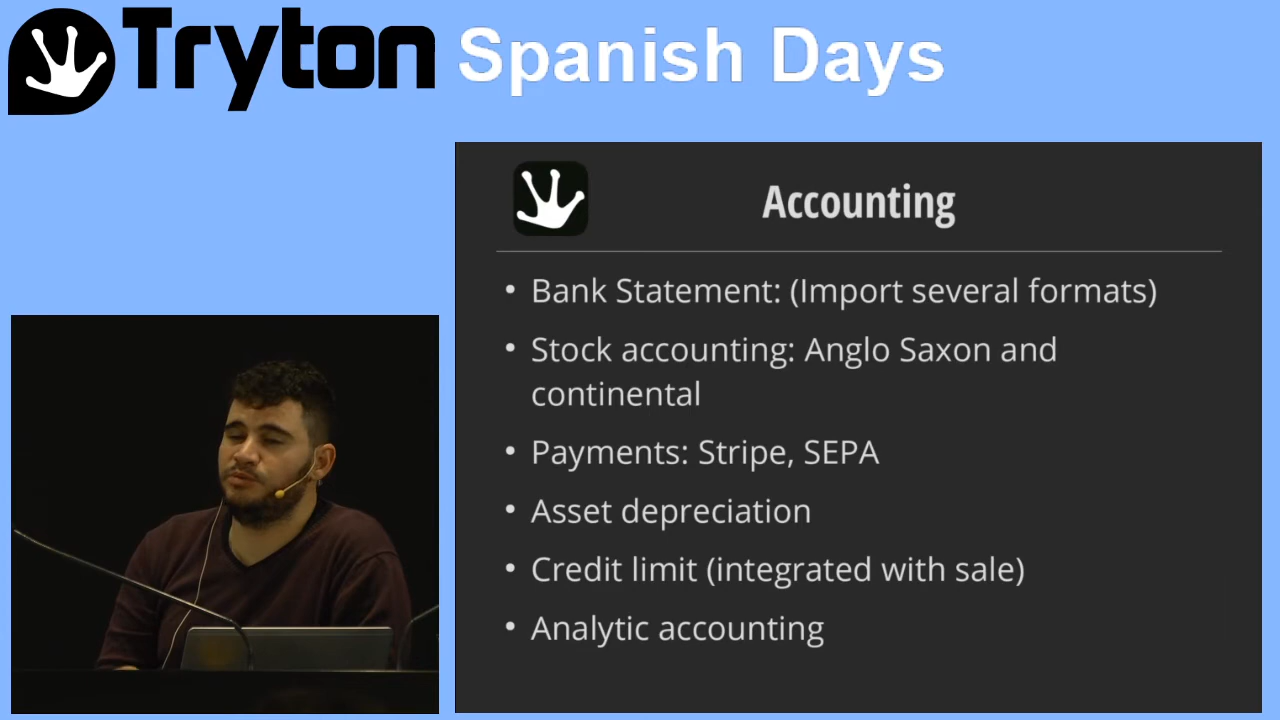 Tryton Spanish Days
Accounting
• Bank Statement: (Import several formats)
• Stock accounting: Anglo Saxon and
continental
• Payments: Stripe, SEPA
• Asset depreciation
• Credit limit (integrated with sale)
• Analytic accounting